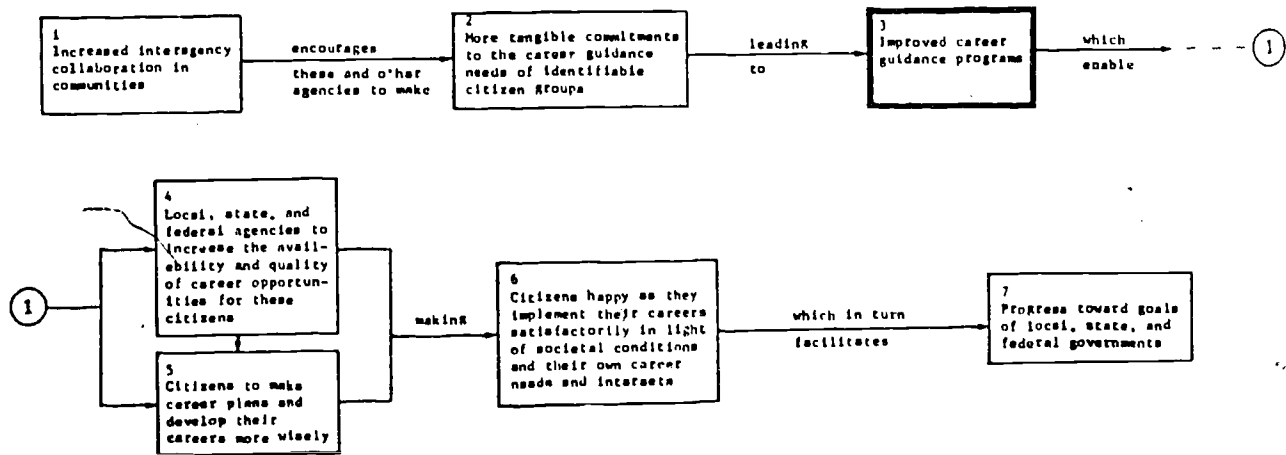 1
Increased interagency
collaboration in
communities
encourages
these and o'har
agencies to make
2
More tangible commitments
to the career guidance
needs of identifiable
citizen groups
leading
to
3
Improved career
guidance programs
which
enable
1
1
4
Local, state, and
federal agencies to
increase the avail-
ability and quality
of career opportun-
ities for these
citizens
5
Citizens to make
career plans and
develop their
careers more wisely
making
6
Citizens happy as they
implement their careers
satisfactorily in light
of societal conditions
and their own career
needs and interests
which in turn
facilitates
7
Progress toward goals
of local, state, and
federal governments